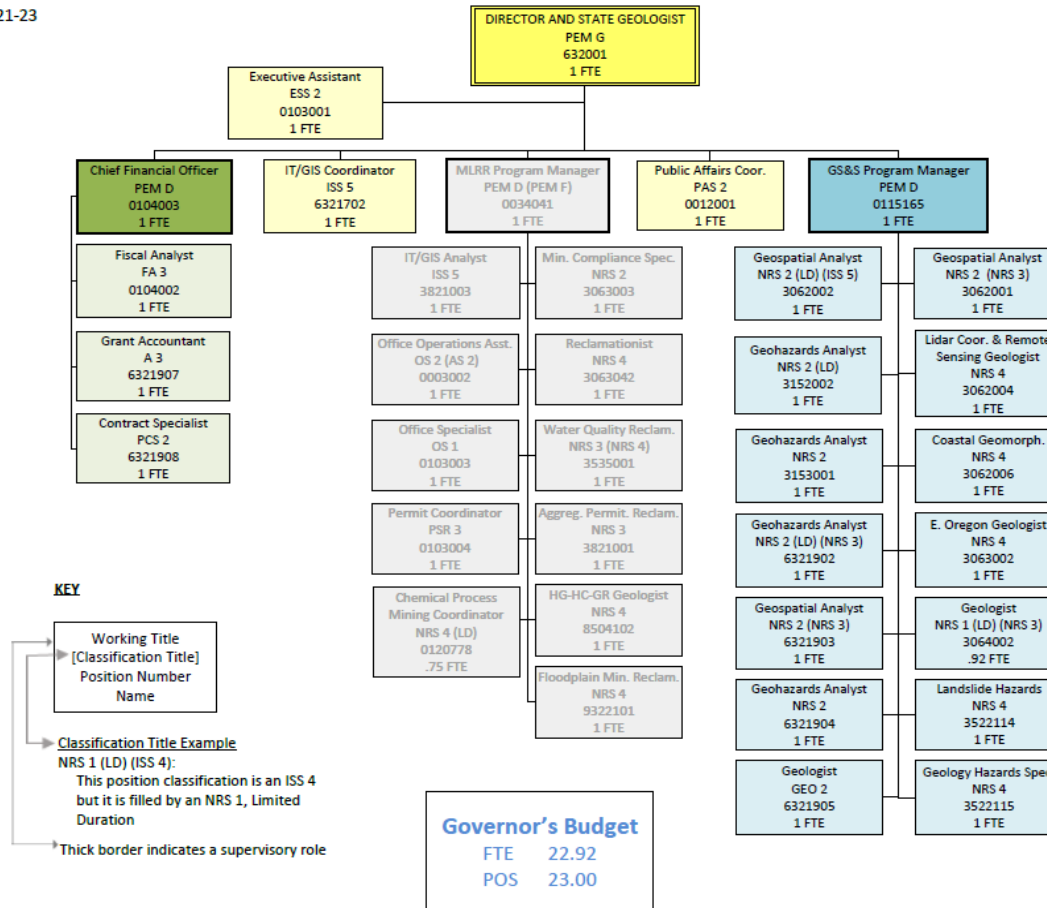 21-23
DIRECTOR AND STATE GEOLOGIST
PEM G
632001
1 FTE
Executive Assistant
ESS 2
0103001
1 FTE
Chief Financial Officer
PEM D
0104003
1 FTE
IT/GIS Coordinator
ISS 5
6321702
1 FTE
MLRR Program Manager
PEM D (PEM F)
0034041
1 FTE
Public Affairs Coor.
PAS 2
0012001
1 FTE
GS&S Program Manager
PEM D
0115165
1 FTE
Fiscal Analyst
FA 3
0104002
1 FTE
Grant Accountant
A 3
6321907
1 FTE
Contract Specialist
PCS 2
6321908
1 FTE
IT/GIS Analyst
ISS 5
3821003
1 FTE
Min. Compliance Spec.
NRS 2
3063003
1 FTE
Office Operations Asst.
OS 2 (AS 2)
0003002
1 FTE
Reclamationist
NRS 4
3063042
1 FTE
Office Specialist
OS 1
0103003
1 FTE
Water Quality Reclam.
NRS 3 (NRS 4)
3535001
1 FTE
Permit Coordinator
PSR 3
0103004
1 FTE
Aggreg. Permit. Reclam.
NRS 3
3821001
1 FTE
Chemical Process
Mining Coordinator
NRS 4 (LD)
0120778
.75 FTE
HG-HC-GR Geologist
NRS 4
8504102
1 FTE
Floodplain Min. Reclam.
NRS 4
9322101
1 FTE
Geospatial Analyst
NRS 2 (LD) (ISS 5)
3062002
1 FTE
Geospatial Analyst
NRS 2 (NRS 3)
3062001
1 FTE
Geohazards Analyst
NRS 2 (LD)
3152002
1 FTE
Lidar Coor. & Remote
Sensing Geologist
NRS 4
3062004
1 FTE
Geohazards Analyst
NRS 2
3153001
1 FTE
Coastal Geomorph.
NRS 4
3062006
1 FTE
Geohazards Analyst
NRS 2 (LD) (NRS 3)
6321902
1 FTE
E. Oregon Geologist
NRS 4
3063002
1 FTE
Geospatial Analyst
NRS 2 (NRS 3)
6321903
1 FTE
Geologist
NRS 1 (LD) (NRS 3)
3064002
.92 FTE
Geohazards Analyst
NRS 2
6321904
1 FTE
Landslide Hazards
NRS 4
3522114
1 FTE
Geologist
GEO 2
6321905
1 FTE
Geology Hazards Spe
NRS 4
3522115
1 FTE
KEY
Working Title
[Classification Title]
Position Number
Name
Classification Title Example
NRS 1 (LD) (ISS 4):
This position classification is an ISS 4
but it is filled by an NRS 1, Limited
Duration
Thick border indicates a supervisory role
Governor's Budget
FTE 22.92
POS 23.00